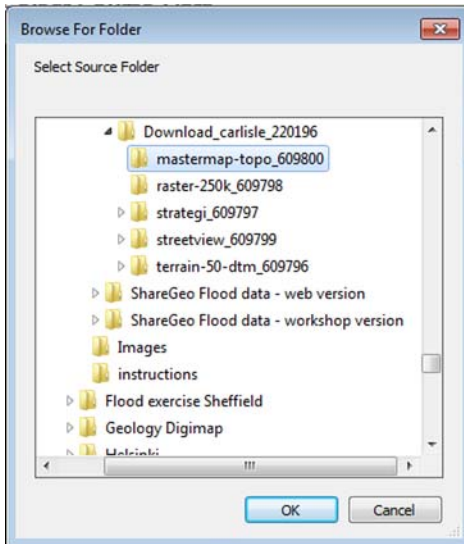 Browse For Folder
Select Source Folder
Download_carlisle_220196
mastermap-topo_609800
raster-250k_609798
strategi_609797
streetview_609799
terrain-50-dtm_609796
ShareGeo Flood data - web version
ShareGeo Flood data - workshop version
Images
instructions
Flood exercise Sheffield
Geology Digimap
Helsinki
OK
Cancel